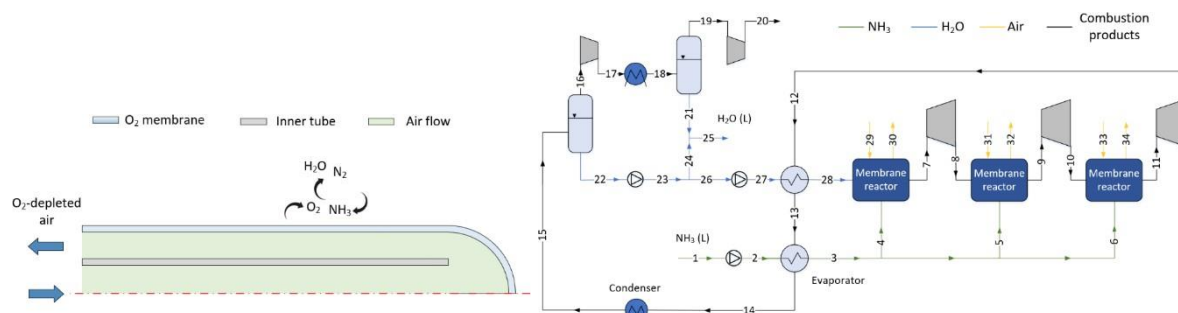 O₂ membrane
Inner tube
Air flow
H₂O
N₂
O₂
NH₃
O₂-depleted
air
NH₃
H₂O
Air
Combustion
products
19
20
16
17
18
12
21
H₂O (L)
25
24
29
30
31
32
33
34
7
8
9
10
11
22
23
26
27
28
Membrane
reactor
Membrane
reactor
Membrane
reactor
15
13
NH₃ (L)
4
5
6
1
2
3
Evaporator
Condenser
14